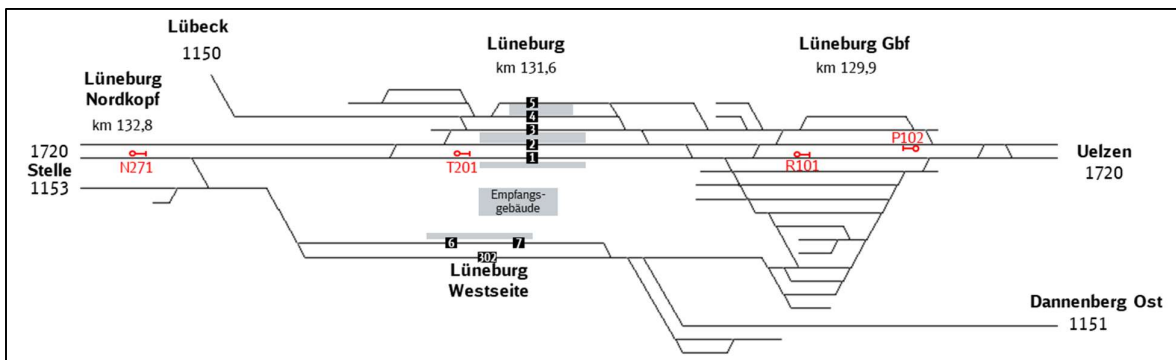 Lübeck
1150
Lüneburg
km 131,6
Lüneburg Gbf
km 129,9
Lüneburg
Nordkopf
km 132,8
5
4
3
2
1
P102
1720
Stelle
1153
N271
T201
R101
Uelzen
1720
Empfangs-
gebäude
6
7
302
Lüneburg
Westseite
Dannenberg Ost
1151